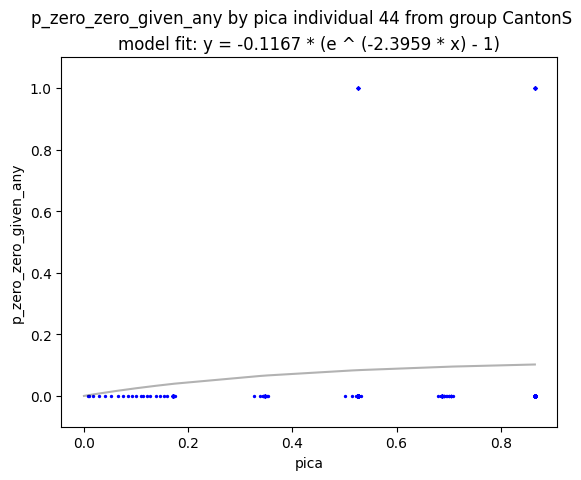 p_zero_zero_given_any by pica individual 44 from group CantonS
model fit: y = -0.1167 * (e ^ (-2.3959 * x) - 1)
1.0
0.8
0.6
0.4
0.2
0.0
p_zero_zero_given_any
0.0 0.2 0.4 0.6 0.8
pica